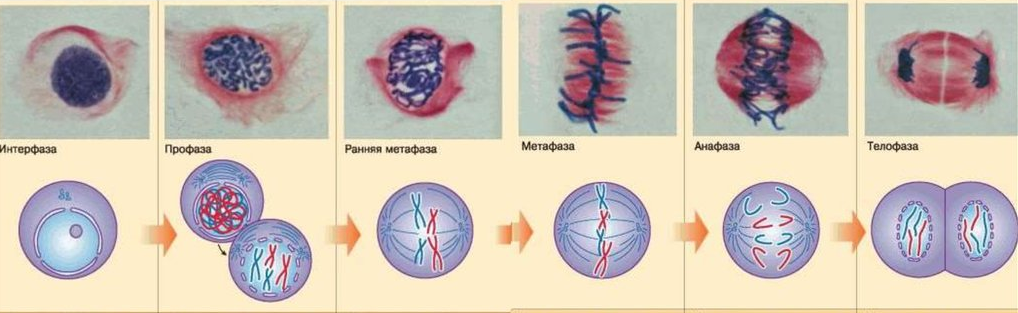 Интерфаза
Профаза
Ранняя метафаза
Метафаза
Анафаза
Телофаза